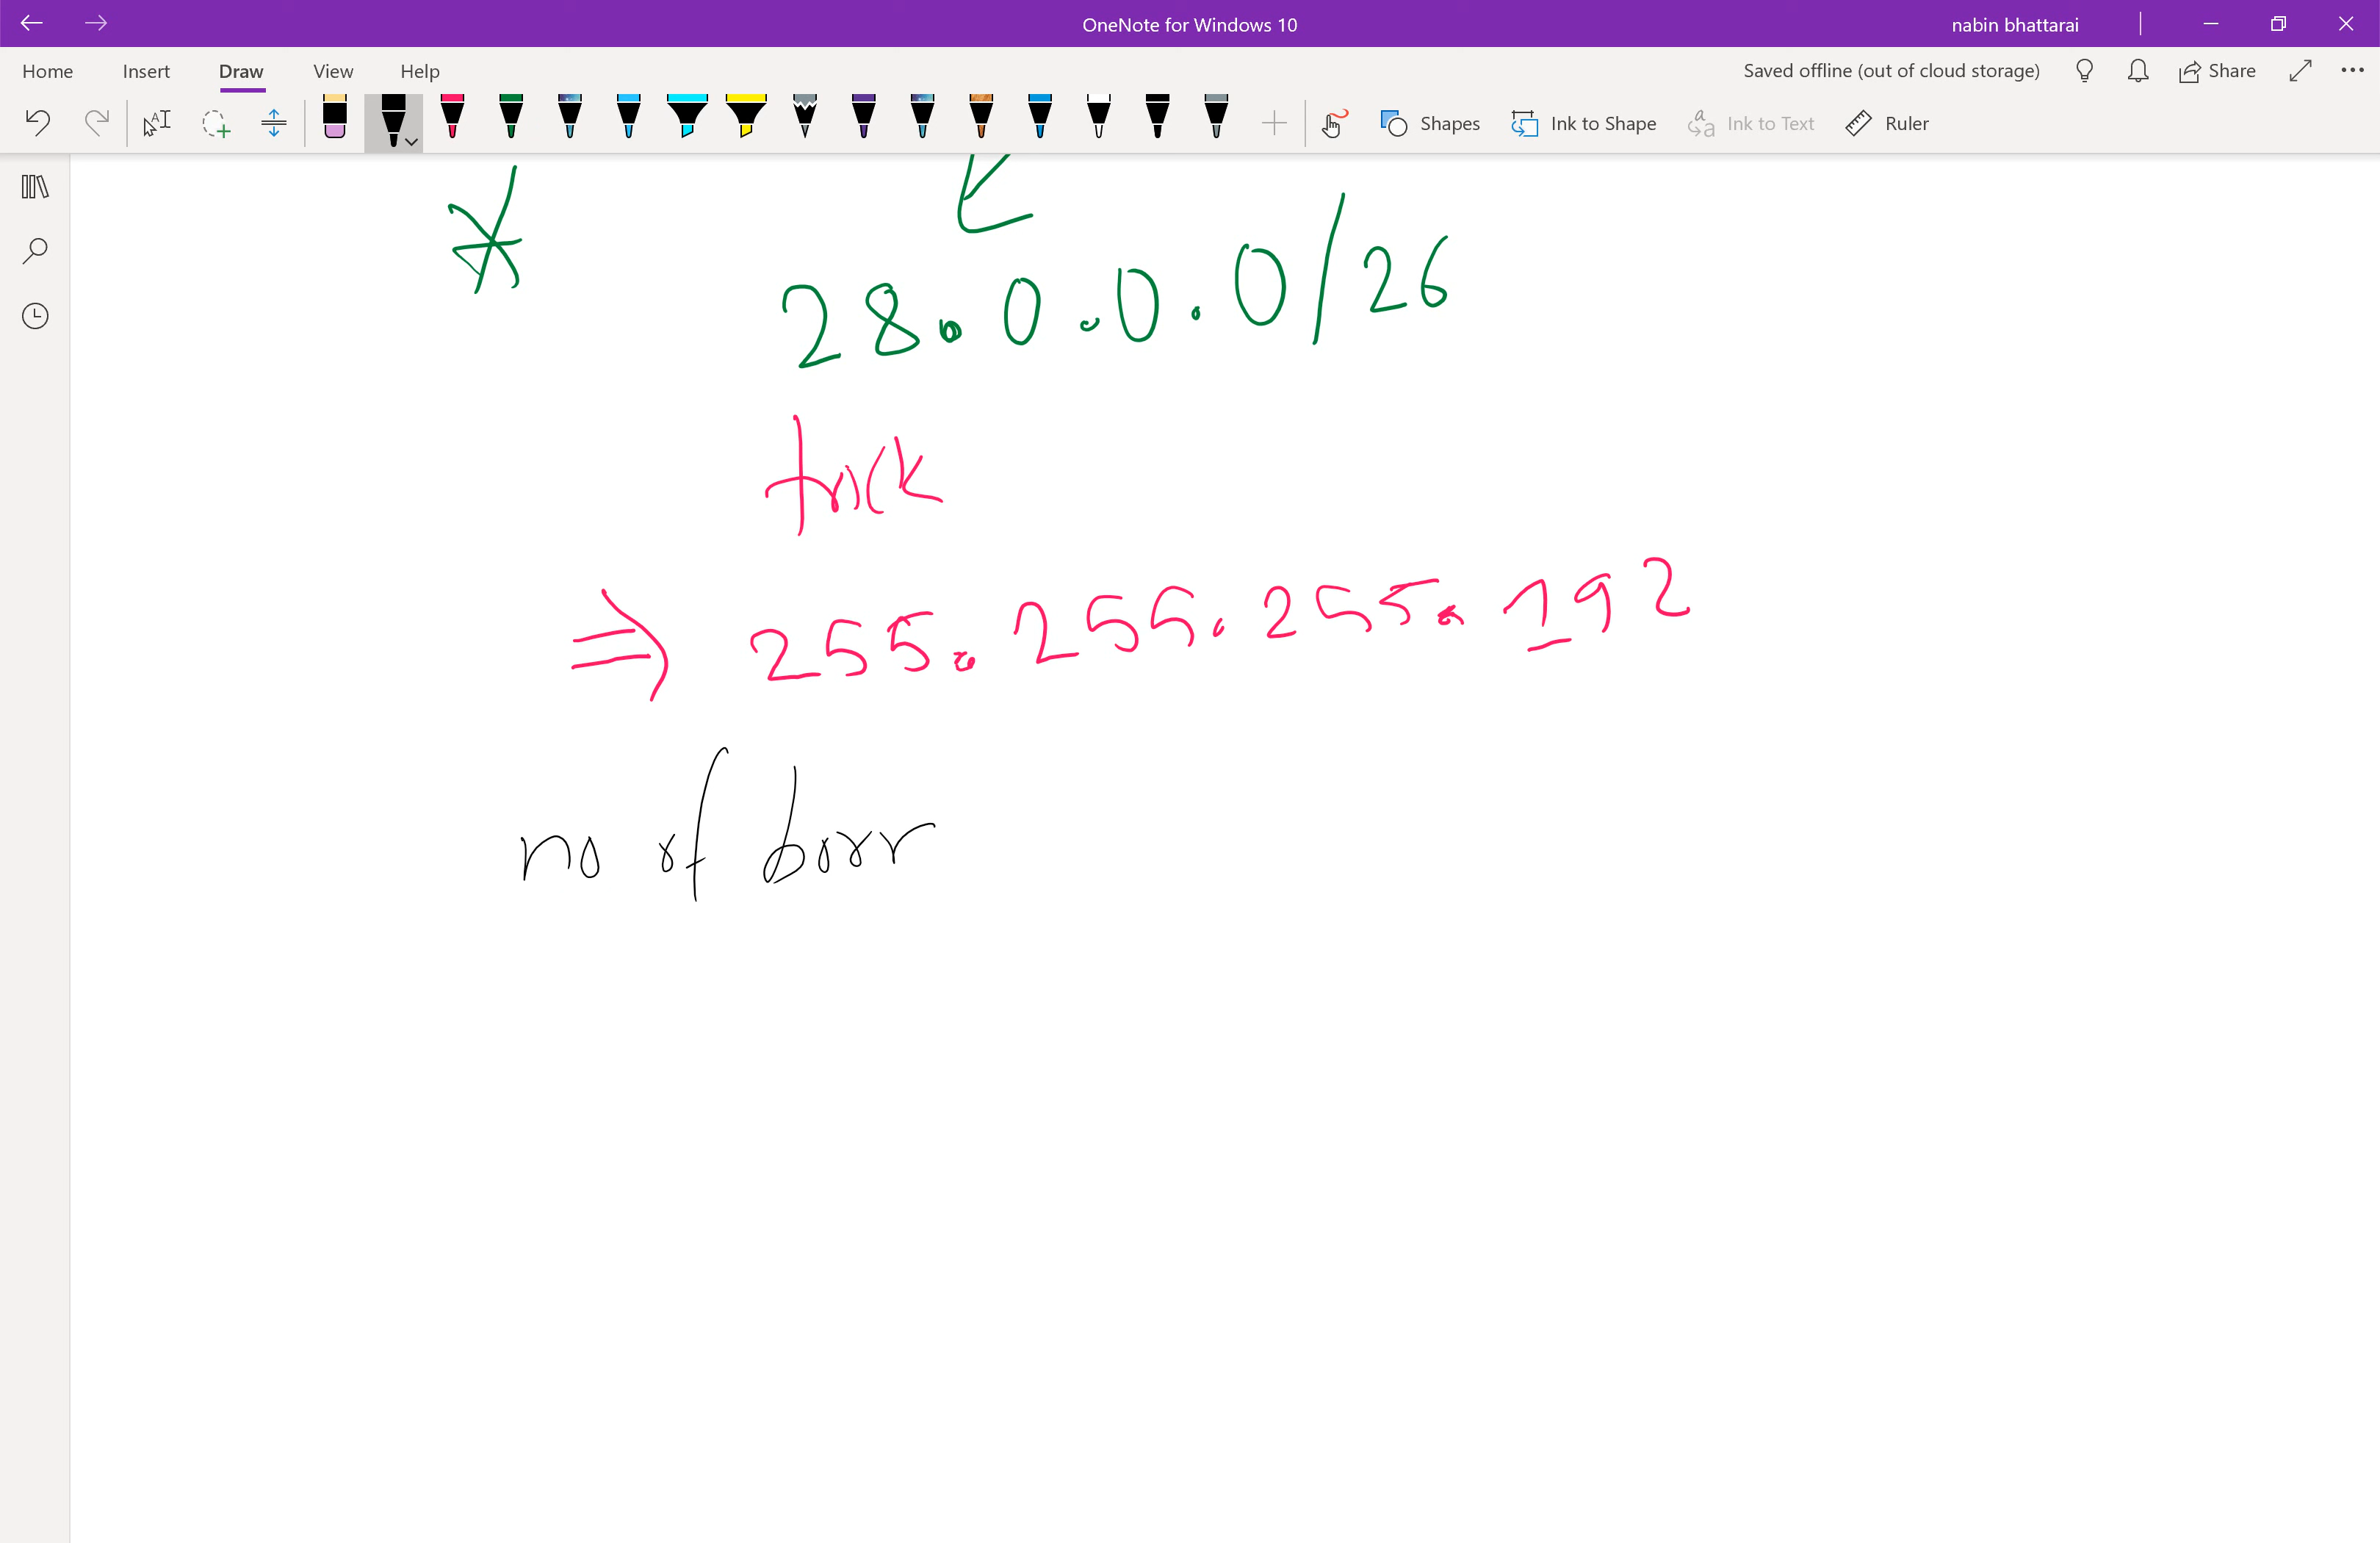 OneNote for Windows 10 nabin bhattarai
Home Insert Draw View Help Saved offline (out of cloud storage) Share
Shapes Ink to Shape Ink to Text Ruler
28.0.0.0/26
trick
⇒ 255.255.255.192
no of borr